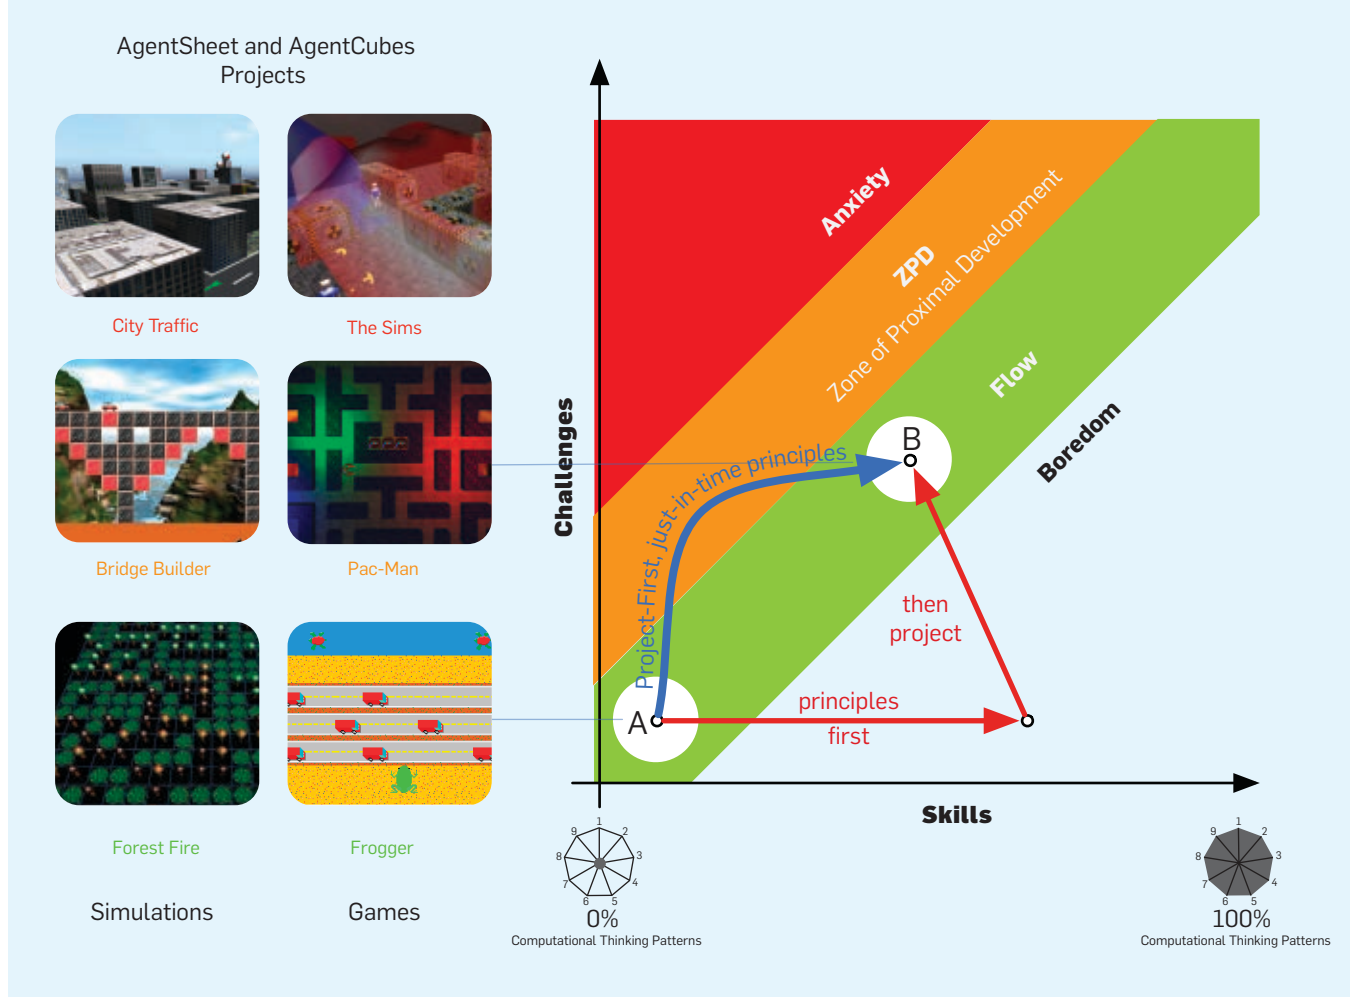 AgentSheet and AgentCubes
Projects
City Traffic
The Sims
Bridge Builder
Pac-Man
Forest Fire
Frogger
Simulations
Games
Challenges
Anxiety
ZPD
Zone of Proximal Development
Flow
Boredom
Project-First, just-in-time principles
B
then
project
A
principles
first
Skills
1
2
3
4
5
6
7
8
9
0%
Computational Thinking Patterns
1
2
3
4
5
6
7
8
9
100%
Computational Thinking Patterns